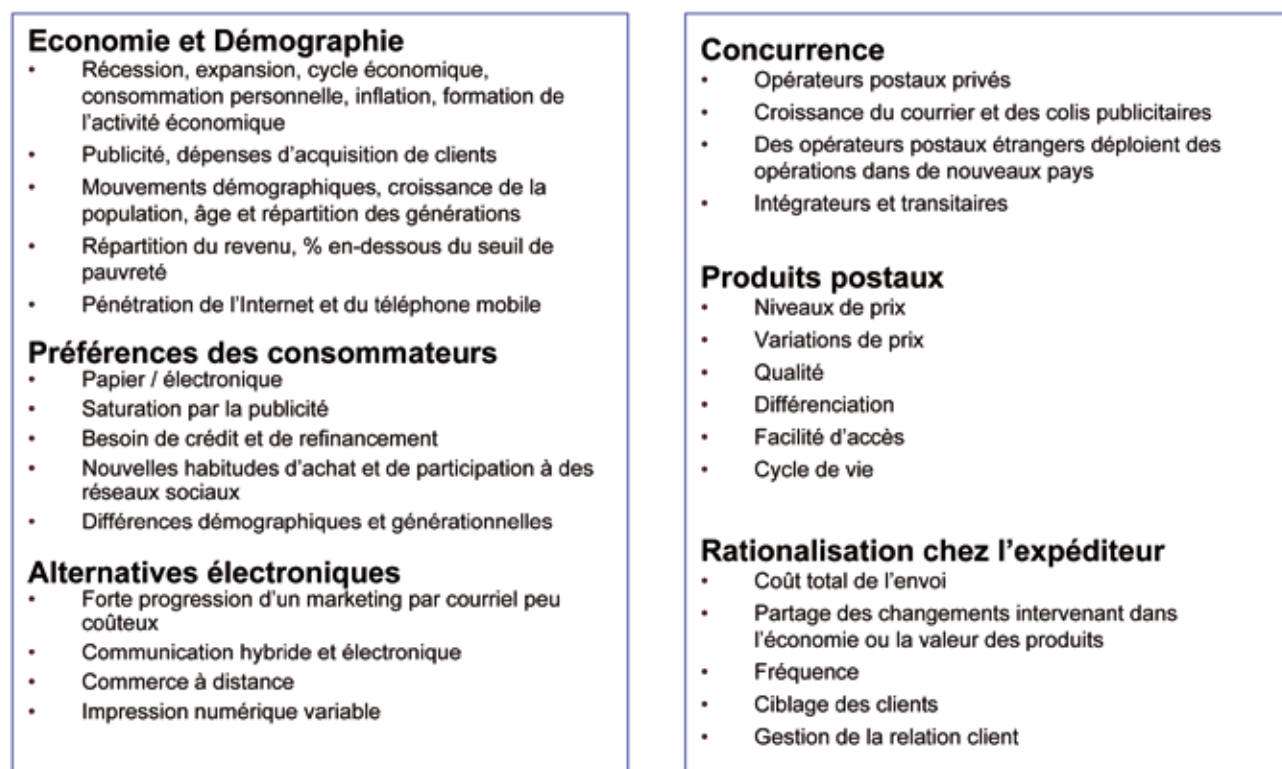 Economie et Démographie
• Récession, expansion, cycle économique,
consommation personnelle, inflation, formation de
l’activité économique
• Publicité, dépenses d’acquisition de clients
• Mouvements démographiques, croissance de la
population, âge et répartition des générations
• Répartition du revenu, % en-dessous du seuil de
pauvreté
• Pénétration de l’Internet et du téléphone mobile
Préférences des consommateurs
• Papier / électronique
• Saturation par la publicité
• Besoin de crédit et de refinancement
• Nouvelles habitudes d’achat et de participation à des
réseaux sociaux
• Différences démographiques et générationnelles
Alternatives électroniques
• Forte progression d’un marketing par courriel peu
coûteux
• Communication hybride et électronique
• Commerce à distance
• Impression numérique variable
Concurrence
• Opérateurs postaux privés
• Croissance du courrier et des colis publicitaires
• Des opérateurs postaux étrangers déploient des
opérations dans de nouveaux pays
• Intégrateurs et transitaires
Produits postaux
• Niveaux de prix
• Variations de prix
• Qualité
• Différenciation
• Facilité d’accès
• Cycle de vie
Rationalisation chez l’expéditeur
• Coût total de l’envoi
• Partage des changements intervenant dans
l’économie ou la valeur des produits
• Fréquence
• Ciblage des clients
• Gestion de la relation client